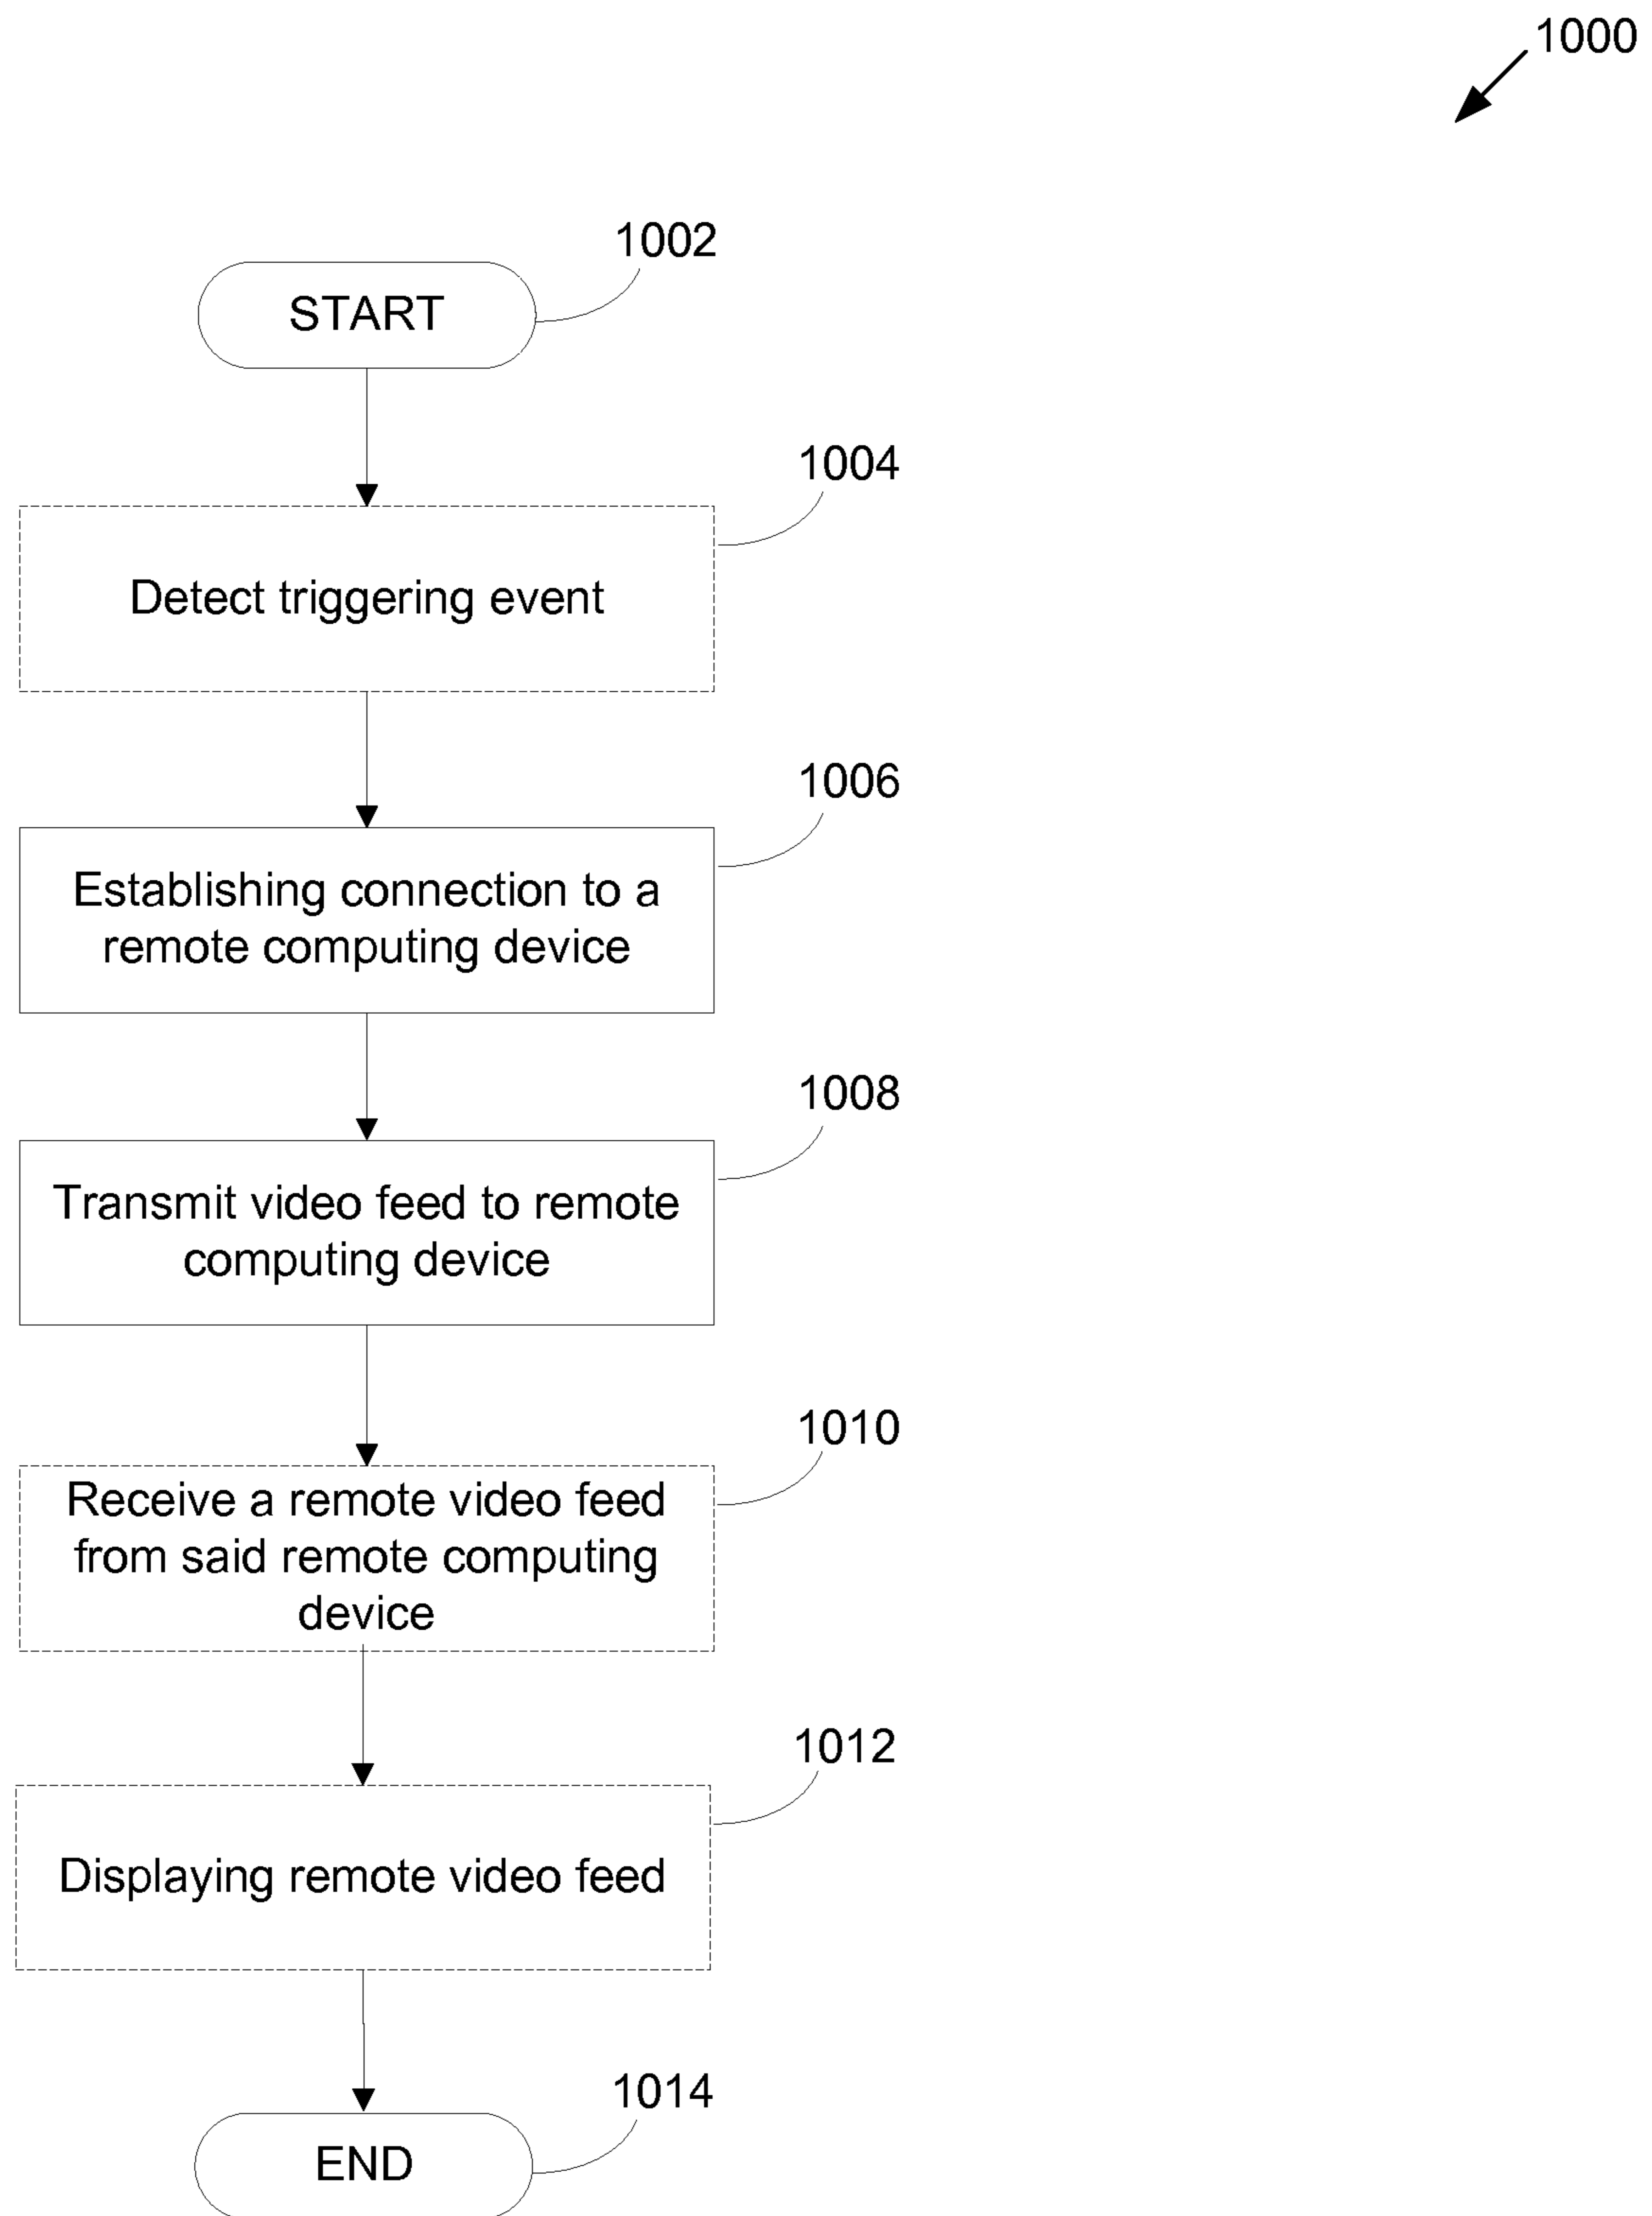 1000
1002
START
1004
Detect triggering event
1006
Establishing connection to a
remote computing device
1008
Transmit video feed to remote
computing device
1010
Receive a remote video feed
from said remote computing
device
1012
Displaying remote video feed
1014
END